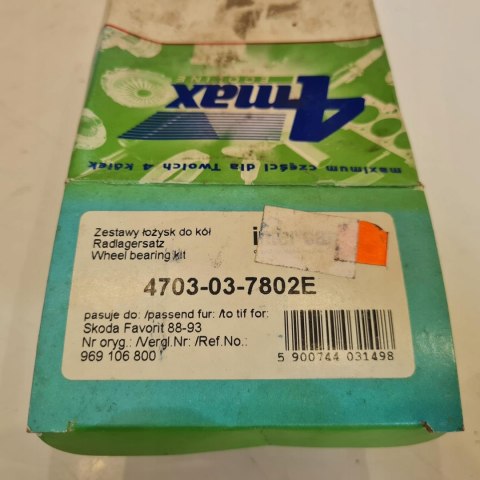 4max
ECOLINE
maximum części dla Twoich 4 kółek
Zestawy łożysk do kół
Radlagersatz
Wheel bearing kit
4703-03-7802E
pasuje do: /passend fur: /to tif for:
Skoda Favorit 88-93
Nr oryg.: /Vergl.Nr: /Ref.No.:
969 106 800
5 900744 031498